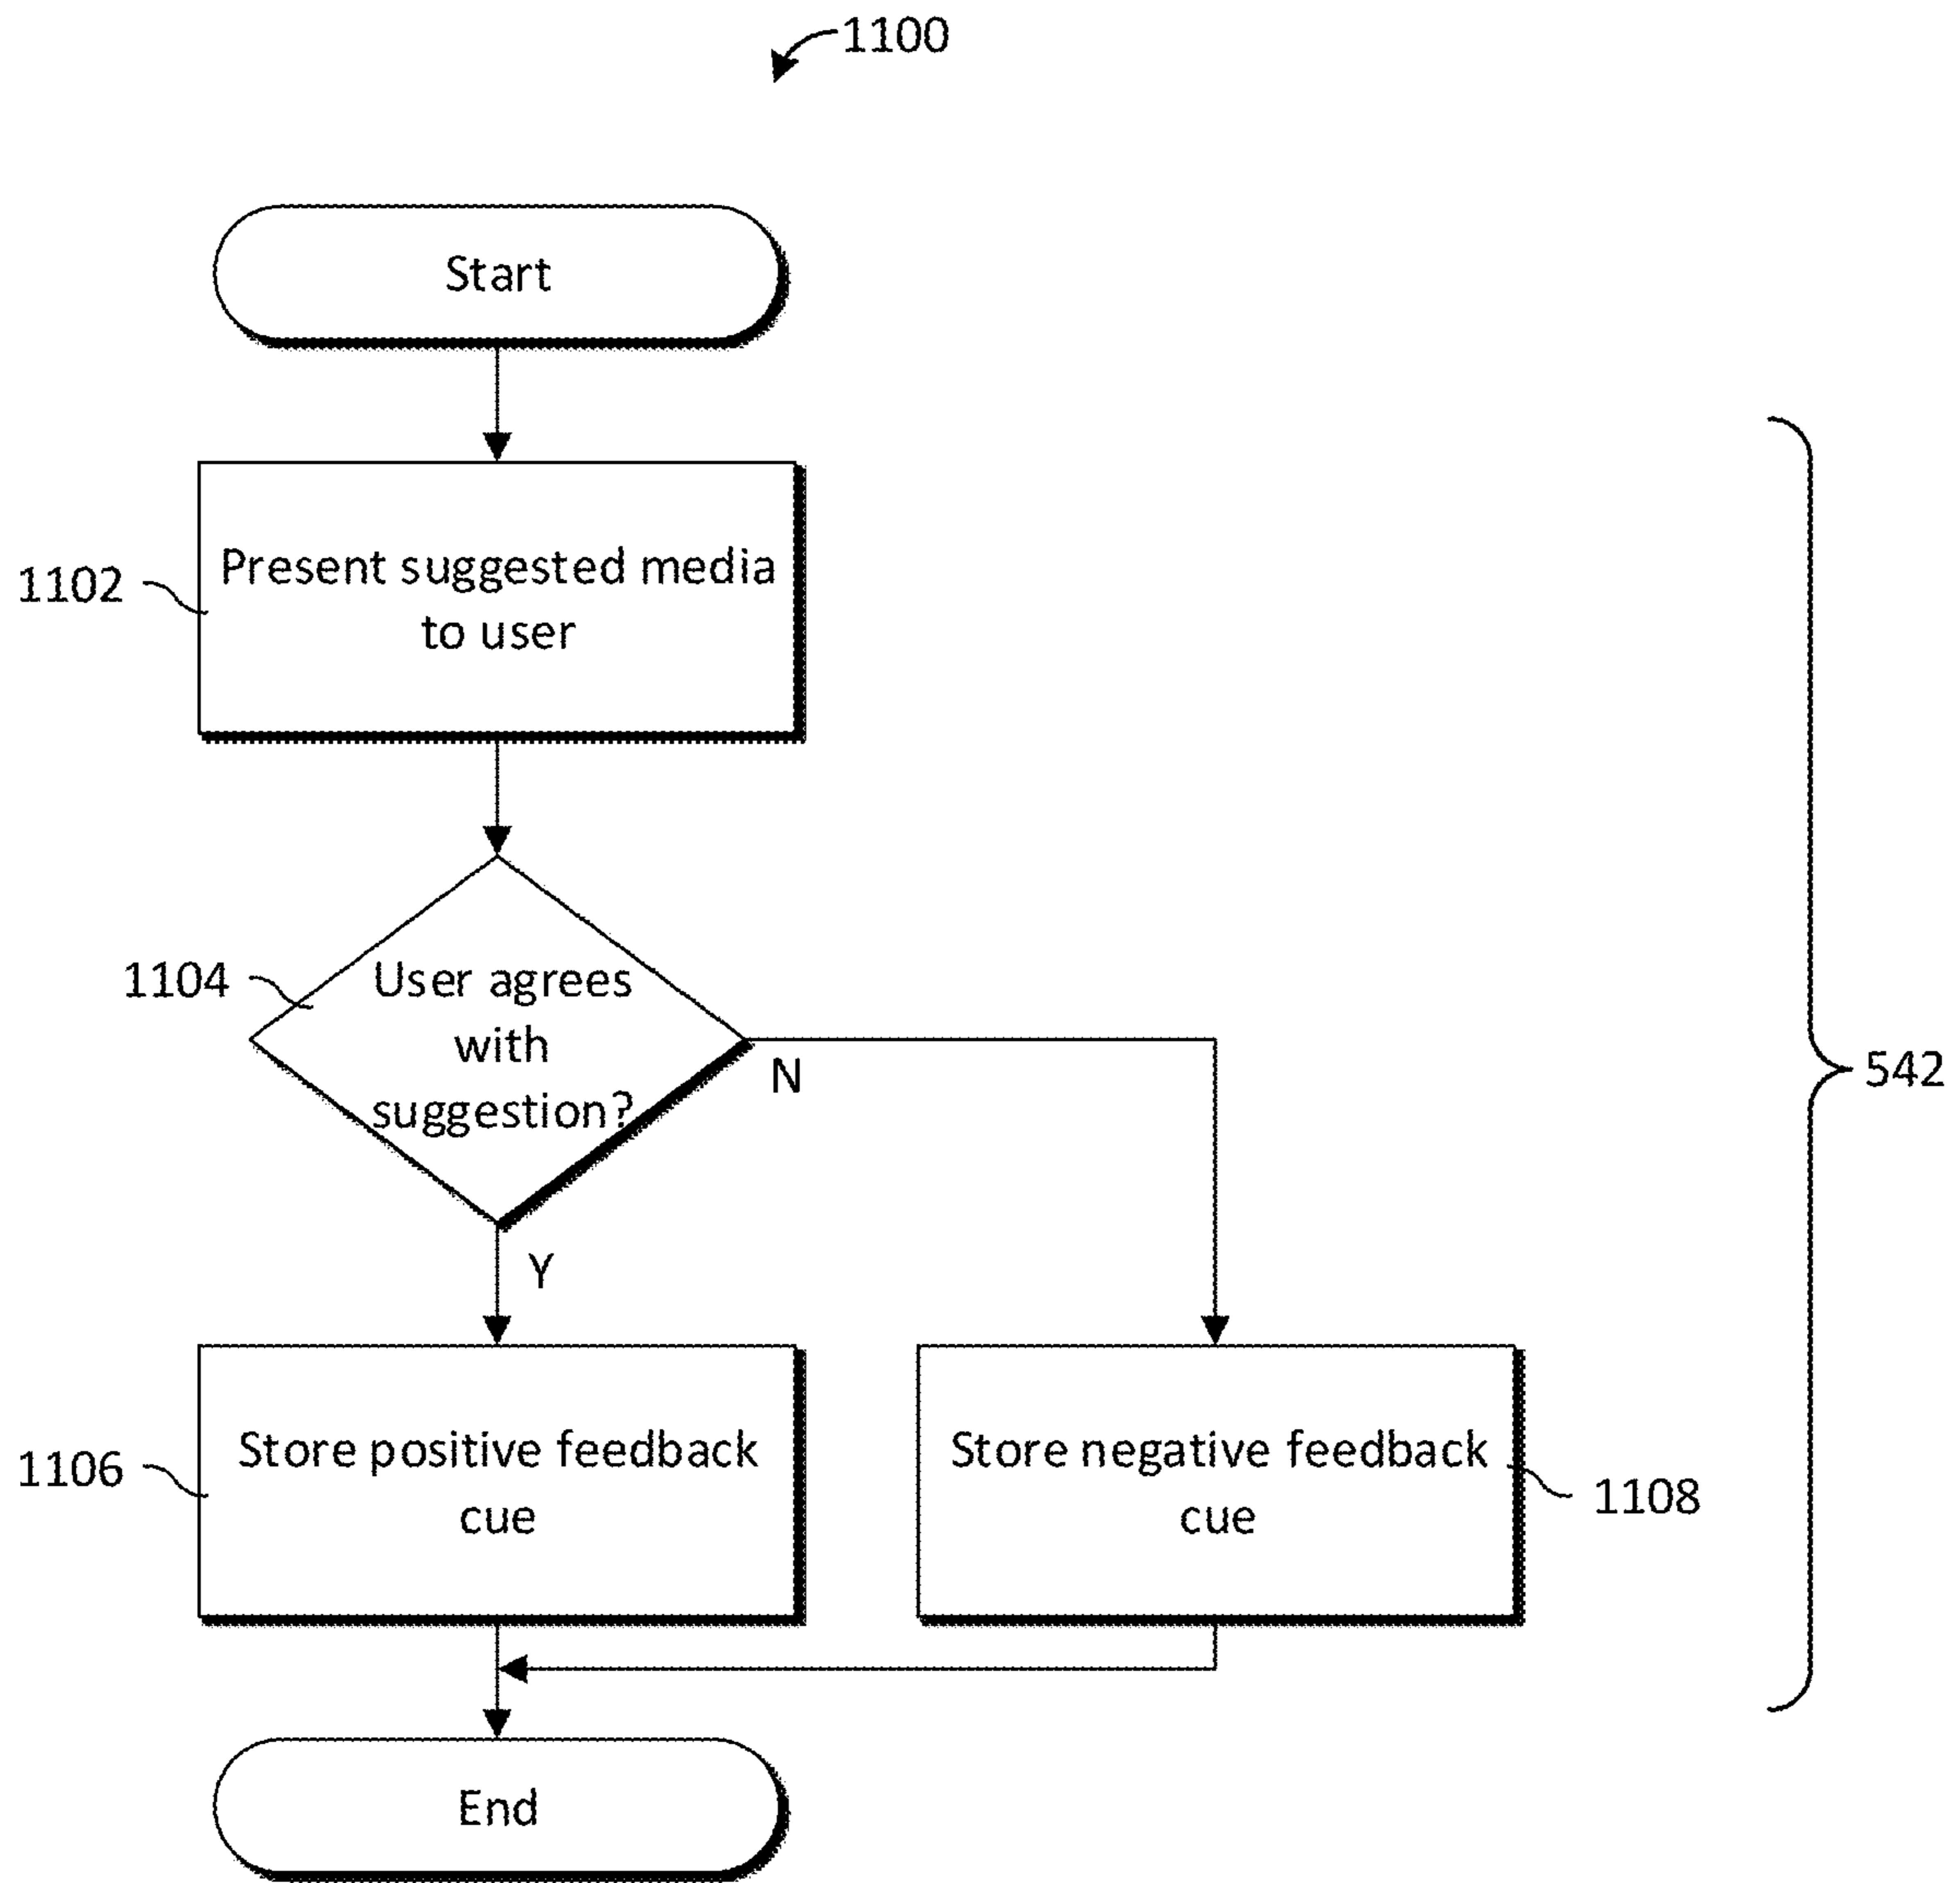 1100
Start
1102
Present suggested media
to user
1104
User agrees
with
suggestion?
N
542
Y
1106
Store positive feedback
cue
Store negative feedback
cue
1108
End